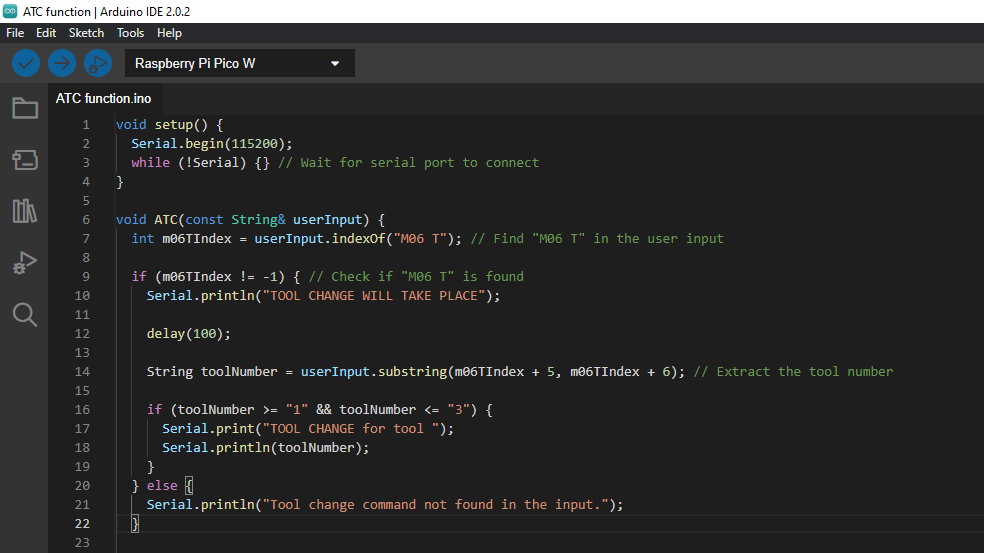 ATC function | Arduino IDE 2.0.2
File Edit Sketch Tools Help
Raspberry Pi Pico W
ATC function.ino
1 void setup() {
2 Serial.begin(115200);
3 while (!Serial) {} // Wait for serial port to connect
4 }
5
6 void ATC(const String& userInput) {
7 int m06TIndex = userInput.indexOf("M06 T"); // Find "M06 T" in the user input
8
9 if (m06TIndex != -1) { // Check if "M06 T" is found
10 Serial.println("TOOL CHANGE WILL TAKE PLACE");
11
12 delay(100);
13
14 String toolNumber = userInput.substring(m06TIndex + 5, m06TIndex + 6); // Extract the tool number
15
16 if (toolNumber >= "1" && toolNumber <= "3") {
17 Serial.print("TOOL CHANGE for tool ");
18 Serial.println(toolNumber);
19 }
20 } else {
21 Serial.println("Tool change command not found in the input.");
22 }
23